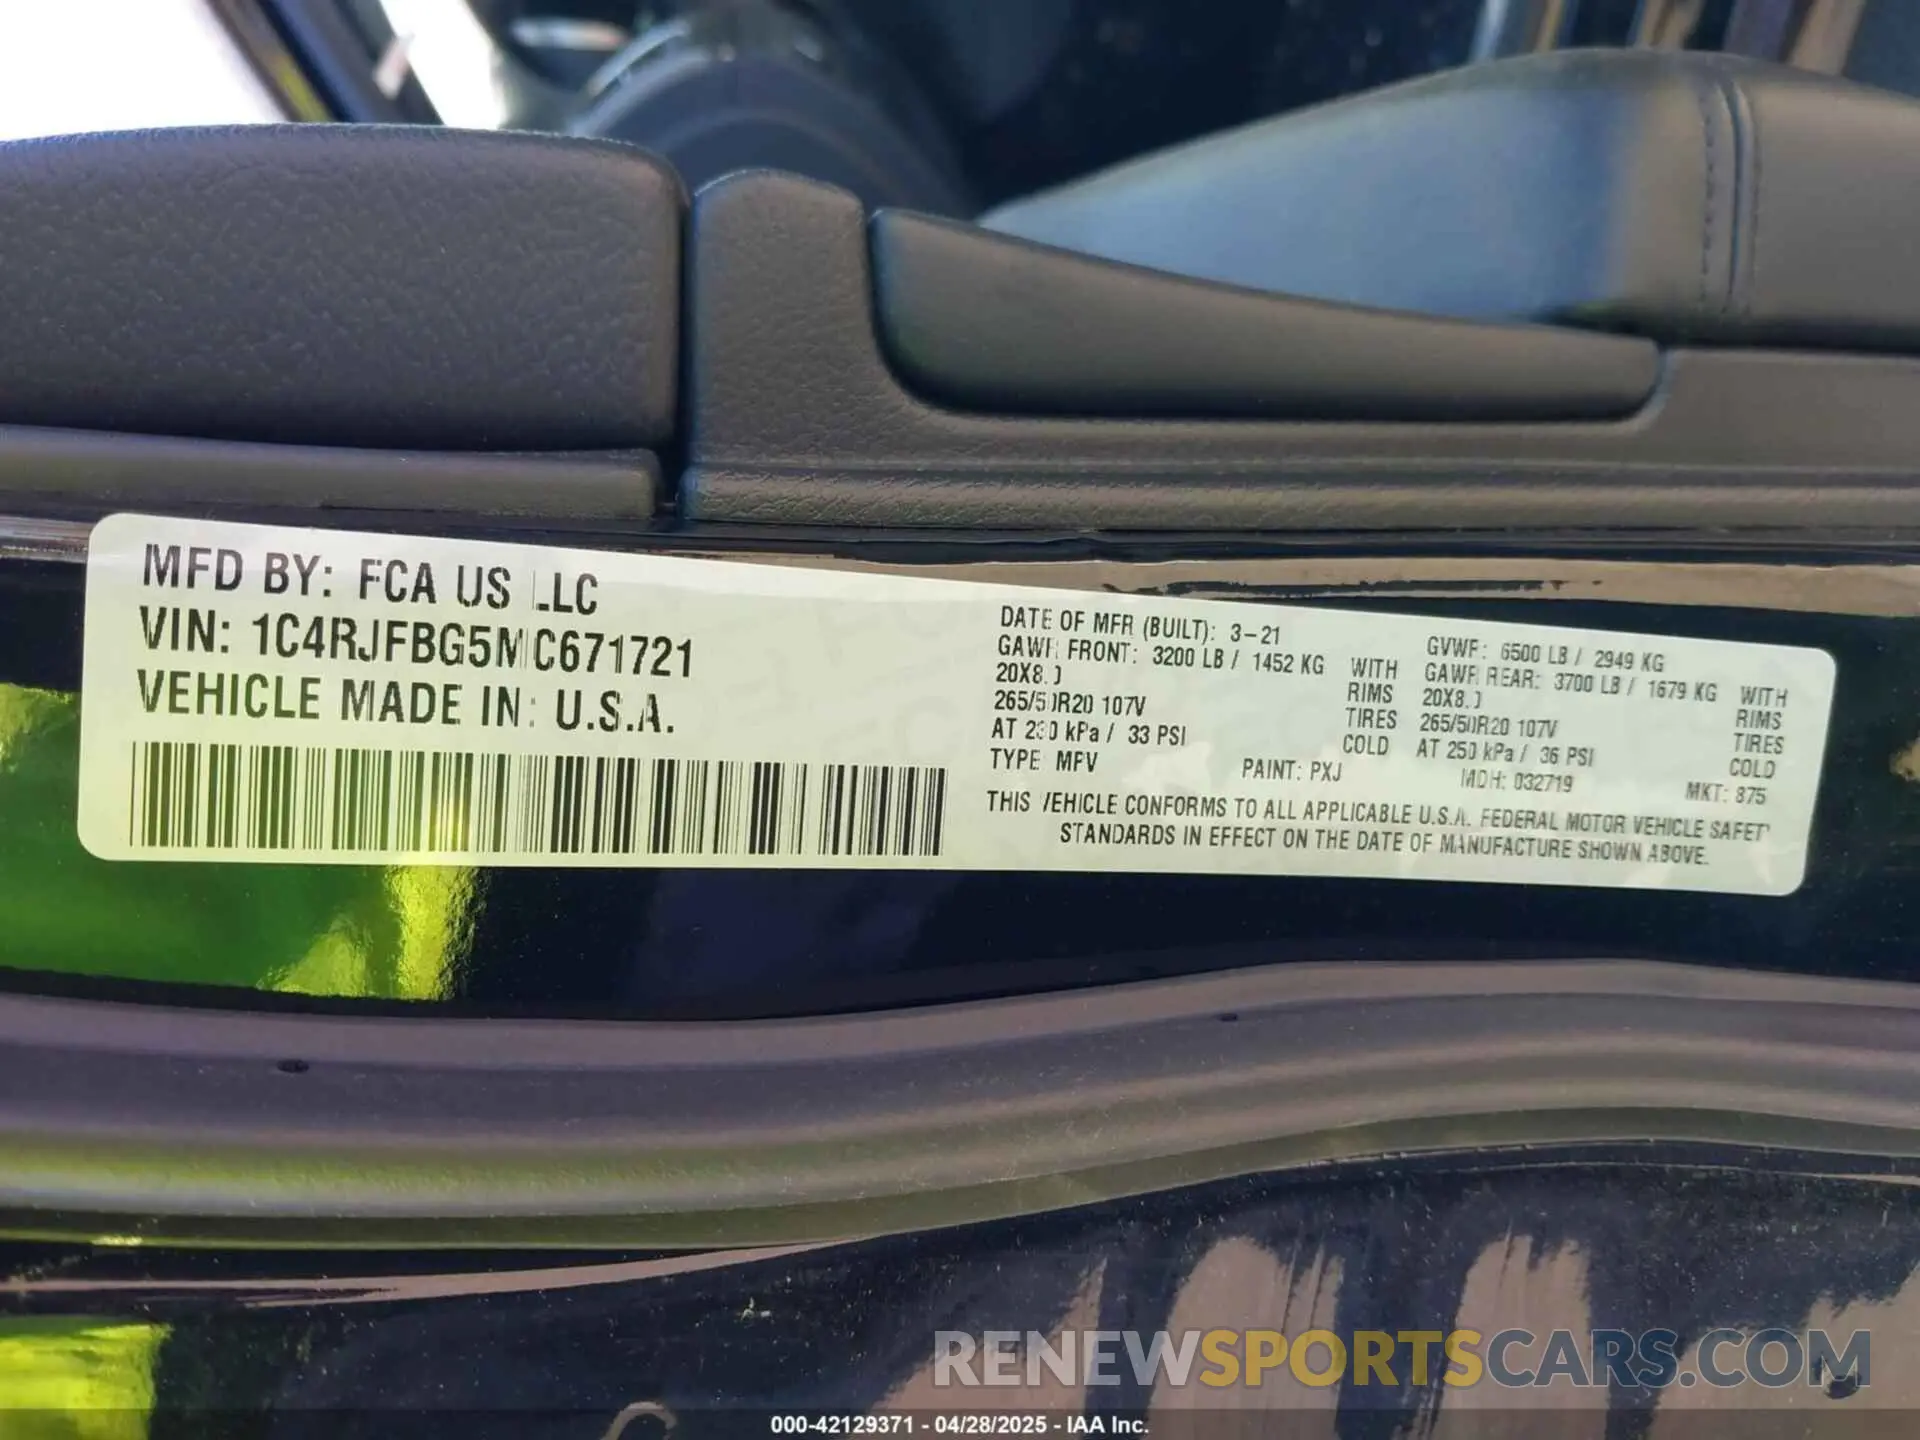 MFD BY: FCA US LLC
VIN: 1C4RJFBG5MC671721
VEHICLE MADE IN: U.S.A.
DATE OF MFR (BUILT): 3-21
GAWR FRONT: 3200 LB / 1452 KG WITH
20X8.0 RIMS
265/50R20 107V TIRES
AT 230 kPa / 33 PSI COLD
TYPE: MPV PAINT: PXJ
GVWR: 6500 LB / 2949 KG
GAWR REAR: 3700 LB / 1679 KG WITH
20X8.0 RIMS
265/50R20 107V TIRES
AT 250 kPa / 36 PSI COLD
MDH: 032719 MKT: 875
THIS VEHICLE CONFORMS TO ALL APPLICABLE U.S.A. FEDERAL MOTOR VEHICLE SAFETY
STANDARDS IN EFFECT ON THE DATE OF MANUFACTURE SHOWN ABOVE.
RENEWSPORTSCARS.COM
000-42129371 - 04/28/2025 - IAA Inc.